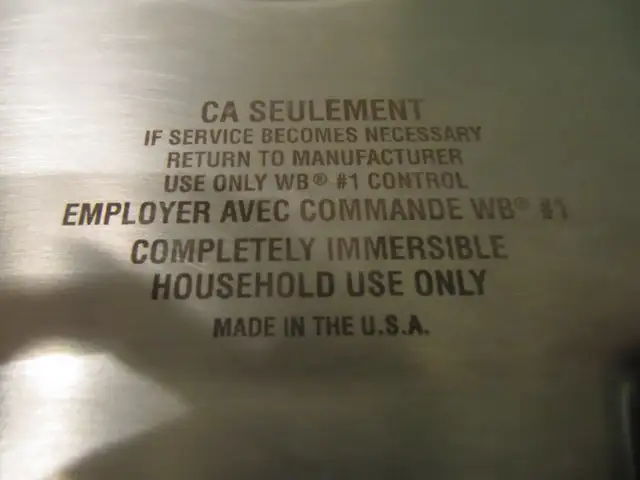 CA SEULEMENT
IF SERVICE BECOMES NECESSARY
RETURN TO MANUFACTURER
USE ONLY WB® #1 CONTROL
EMPLOYER AVEC COMMANDE WB® #1
COMPLETELY IMMERSIBLE
HOUSEHOLD USE ONLY
MADE IN THE U.S.A.